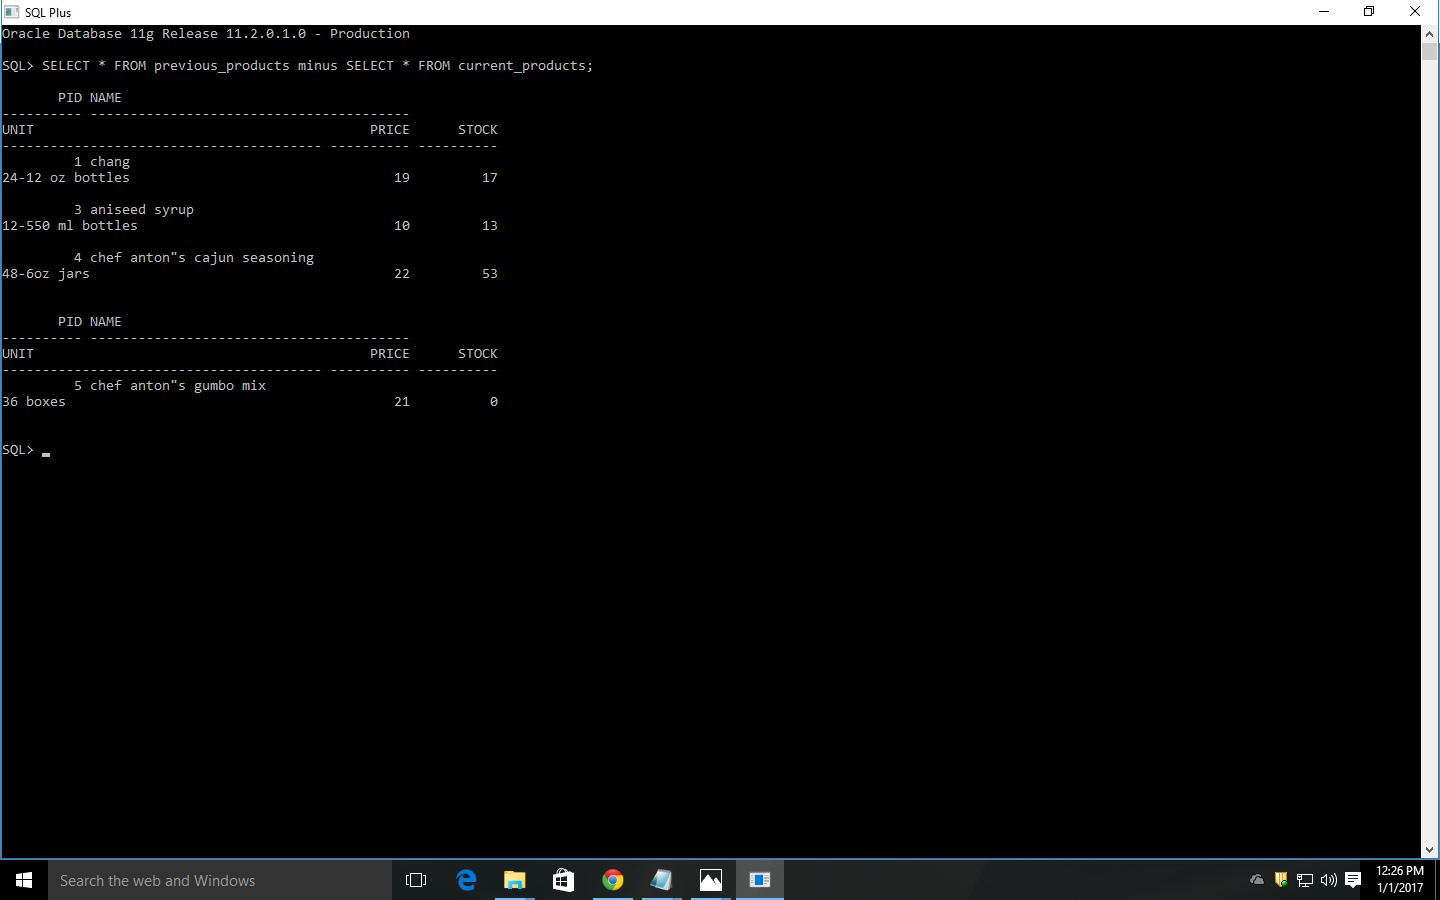 SQL Plus
Oracle Database 11g Release 11.2.0.1.0 - Production
SQL> SELECT * FROM previous_products minus SELECT * FROM current_products;
PID NAME
---------- ----------------------------------------
UNIT PRICE STOCK
---------------------------------------- ---------- ----------
1 chang
24-12 oz bottles 19 17
3 aniseed syrup
12-550 ml bottles 10 13
4 chef anton"s cajun seasoning
48-6oz jars 22 53
PID NAME
---------- ----------------------------------------
UNIT PRICE STOCK
---------------------------------------- ---------- ----------
5 chef anton"s gumbo mix
36 boxes 21 0
SQL>
Search the web and Windows
12:26 PM
1/1/2017